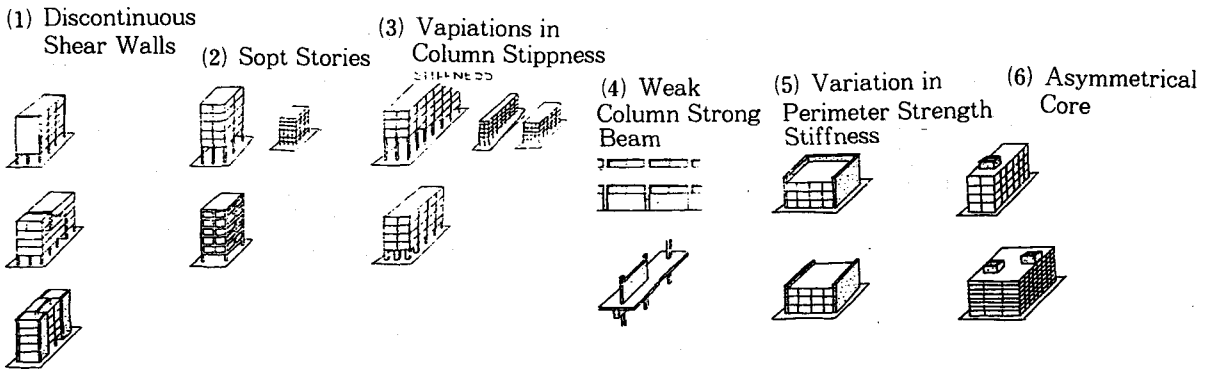 (1) Discontinuous
Shear Walls
(2) Sopt Stories
(3) Vapiations in
Column Stippness
STIFFNESS
(4) Weak
Column Strong
Beam
(5) Variation in
Perimeter Strength
Stiffness
(6) Asymmetrical
Core